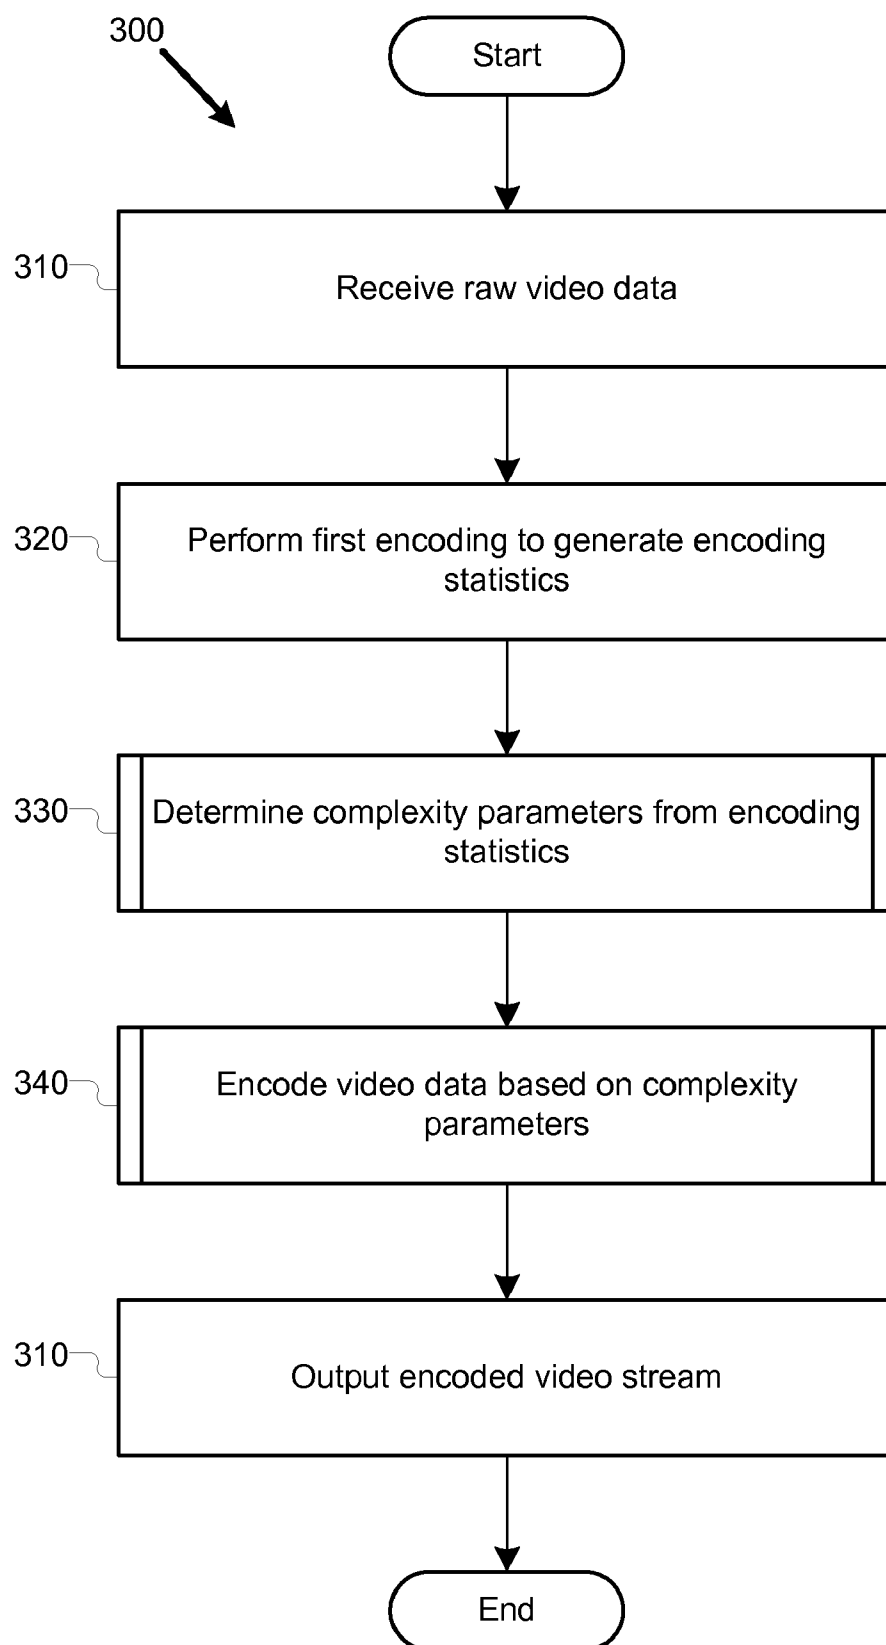 300
Start
310
Receive raw video data
320
Perform first encoding to generate encoding
statistics
330
Determine complexity parameters from encoding
statistics
340
Encode video data based on complexity
parameters
310
Output encoded video stream
End